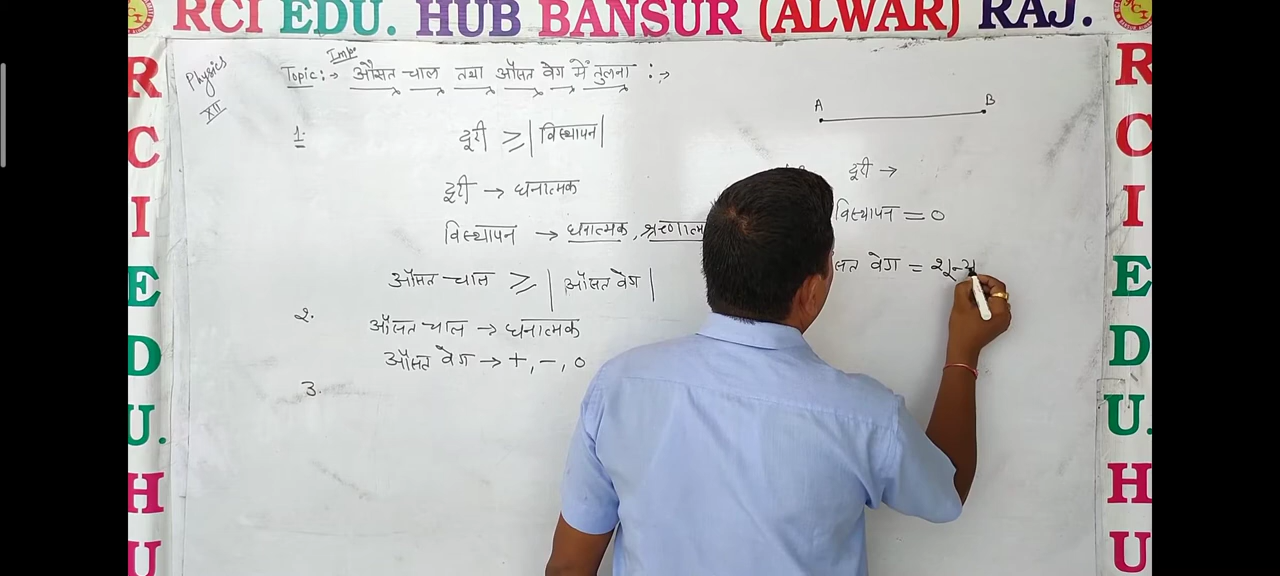 RCI EDU. HUB BANSUR (ALWAR) RAJ.
Physics
XII
Imp.
Topic:→ औसत चाल तथा औसत वेग में तुलना :→
1.
दूरी ≥ |विस्थापन|
दूरी → धनात्मक
विस्थापन → धनात्मक,
औसत चाल ≥ |औसत वेग|
2.
औसत चाल → धनात्मक
औसत वेग → +, -, 0
3.
A B
दूरी →
विस्थापन = 0
वेग =
R C I E D U. H U
R C I E D U. H U